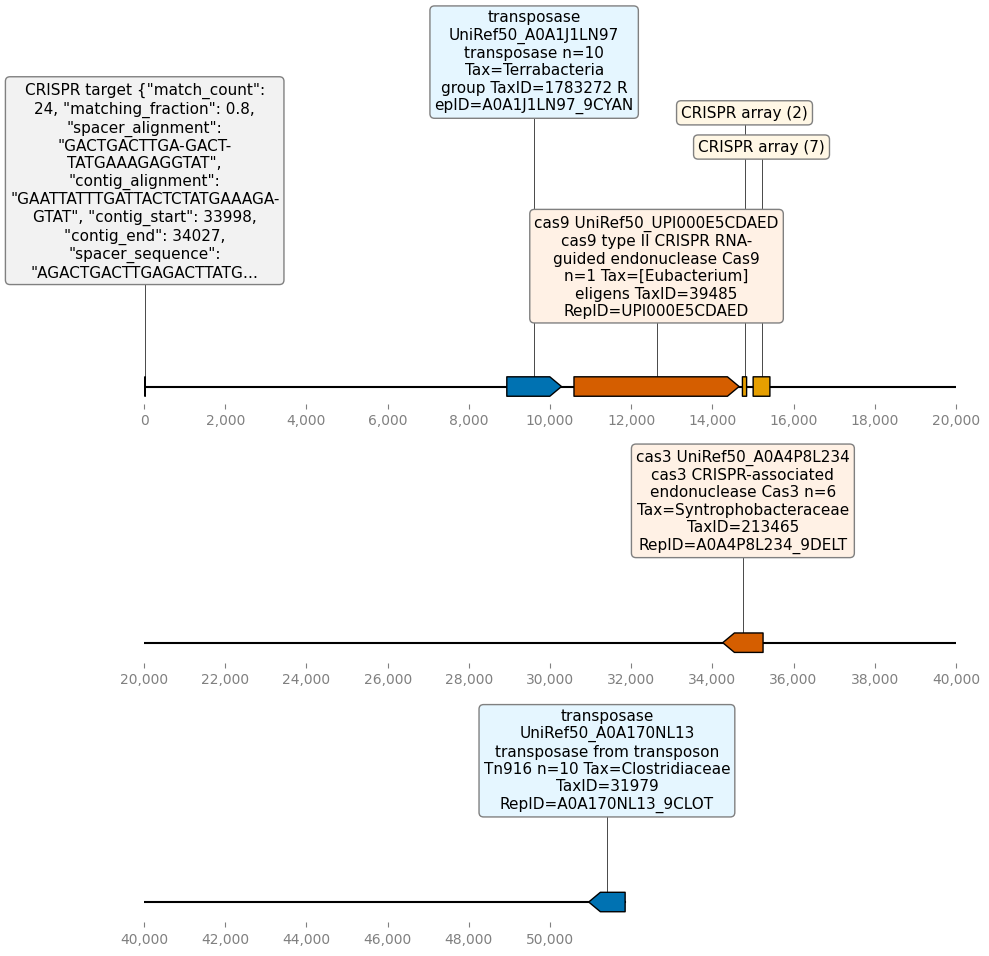 transposase
UniRef50_A0A1J1LN97
transposase n=10
Tax=Terrabacteria
group TaxID=1783272 R
epID=A0A1J1LN97_9CYAN
CRISPR target {"match_count":
24, "matching_fraction": 0.8,
"spacer_alignment":
"GACTGACTTGA-GACT-
TATGAAAGAGGTAT",
"contig_alignment":
"GAATTATTTGATTACTCTATGAAAGA-
GTAT", "contig_start": 33998,
"contig_end": 34027,
"spacer_sequence":
"AGACTGACTTGAGACTTATG...
CRISPR array (2)
CRISPR array (7)
cas9 UniRef50_UPI000E5CDAED
cas9 type II CRISPR RNA-
guided endonuclease Cas9
n=1 Tax=[Eubacterium]
eligens TaxID=39485
RepID=UPI000E5CDAED
0 2,000 4,000 6,000 8,000 10,000 12,000 14,000 16,000 18,000 20,000
cas3 UniRef50_A0A4P8L234
cas3 CRISPR-associated
endonuclease Cas3 n=6
Tax=Syntrophobacteraceae
TaxID=213465
RepID=A0A4P8L234_9DELT
20,000 22,000 24,000 26,000 28,000 30,000 32,000 34,000 36,000 38,000 40,000
transposase
UniRef50_A0A170NL13
transposase from transposon
Tn916 n=10 Tax=Clostridiaceae
TaxID=31979
RepID=A0A170NL13_9CLOT
40,000 42,000 44,000 46,000 48,000 50,000